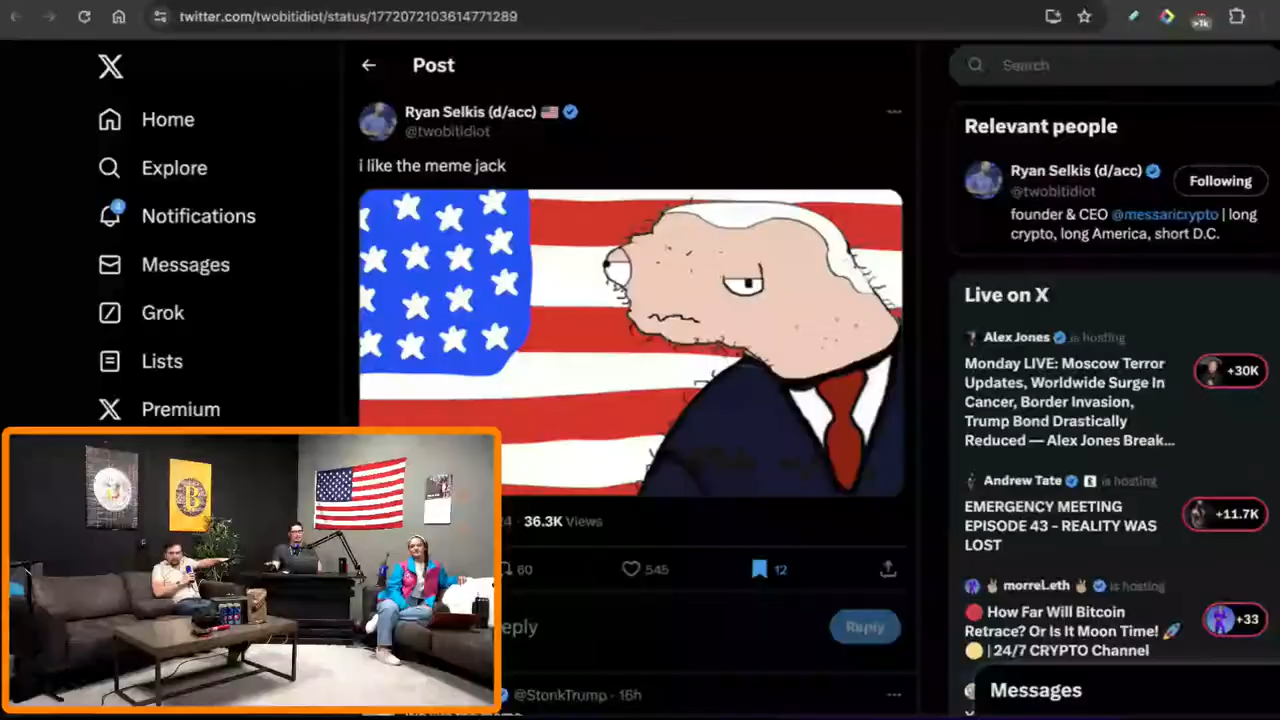 twitter.com/twobitidiot/status/1772072103614771289
>1k
Home
Explore
4
Notifications
Messages
Grok
Lists
Premium
Post
Ryan Selkis (d/acc)
@twobitidiot
i like the meme jack
36.3K Views
60
545
12
eply
Reply
@StonkTrump · 16h
Search
Relevant people
Ryan Selkis (d/acc)
@twobitidiot
Following
founder & CEO @messaricrypto | long
crypto, long America, short D.C.
Live on X
Alex Jones is hosting
Monday LIVE: Moscow Terror
Updates, Worldwide Surge In
Cancer, Border Invasion,
Trump Bond Drastically
Reduced — Alex Jones Break...
+30K
Andrew Tate is hosting
EMERGENCY MEETING
EPISODE 43 - REALITY WAS
LOST
+11.7K
morreLeth is hosting
How Far Will Bitcoin
Retrace? Or Is It Moon Time!
| 24/7 CRYPTO Channel
+33
Messages